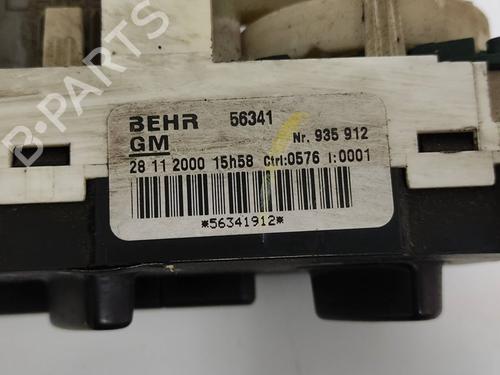 BEHR 56341
GM Nr. 935 912
28 11 2000 15h58 Ctrl:0576 I:0001
*56341912*
B-PARTS